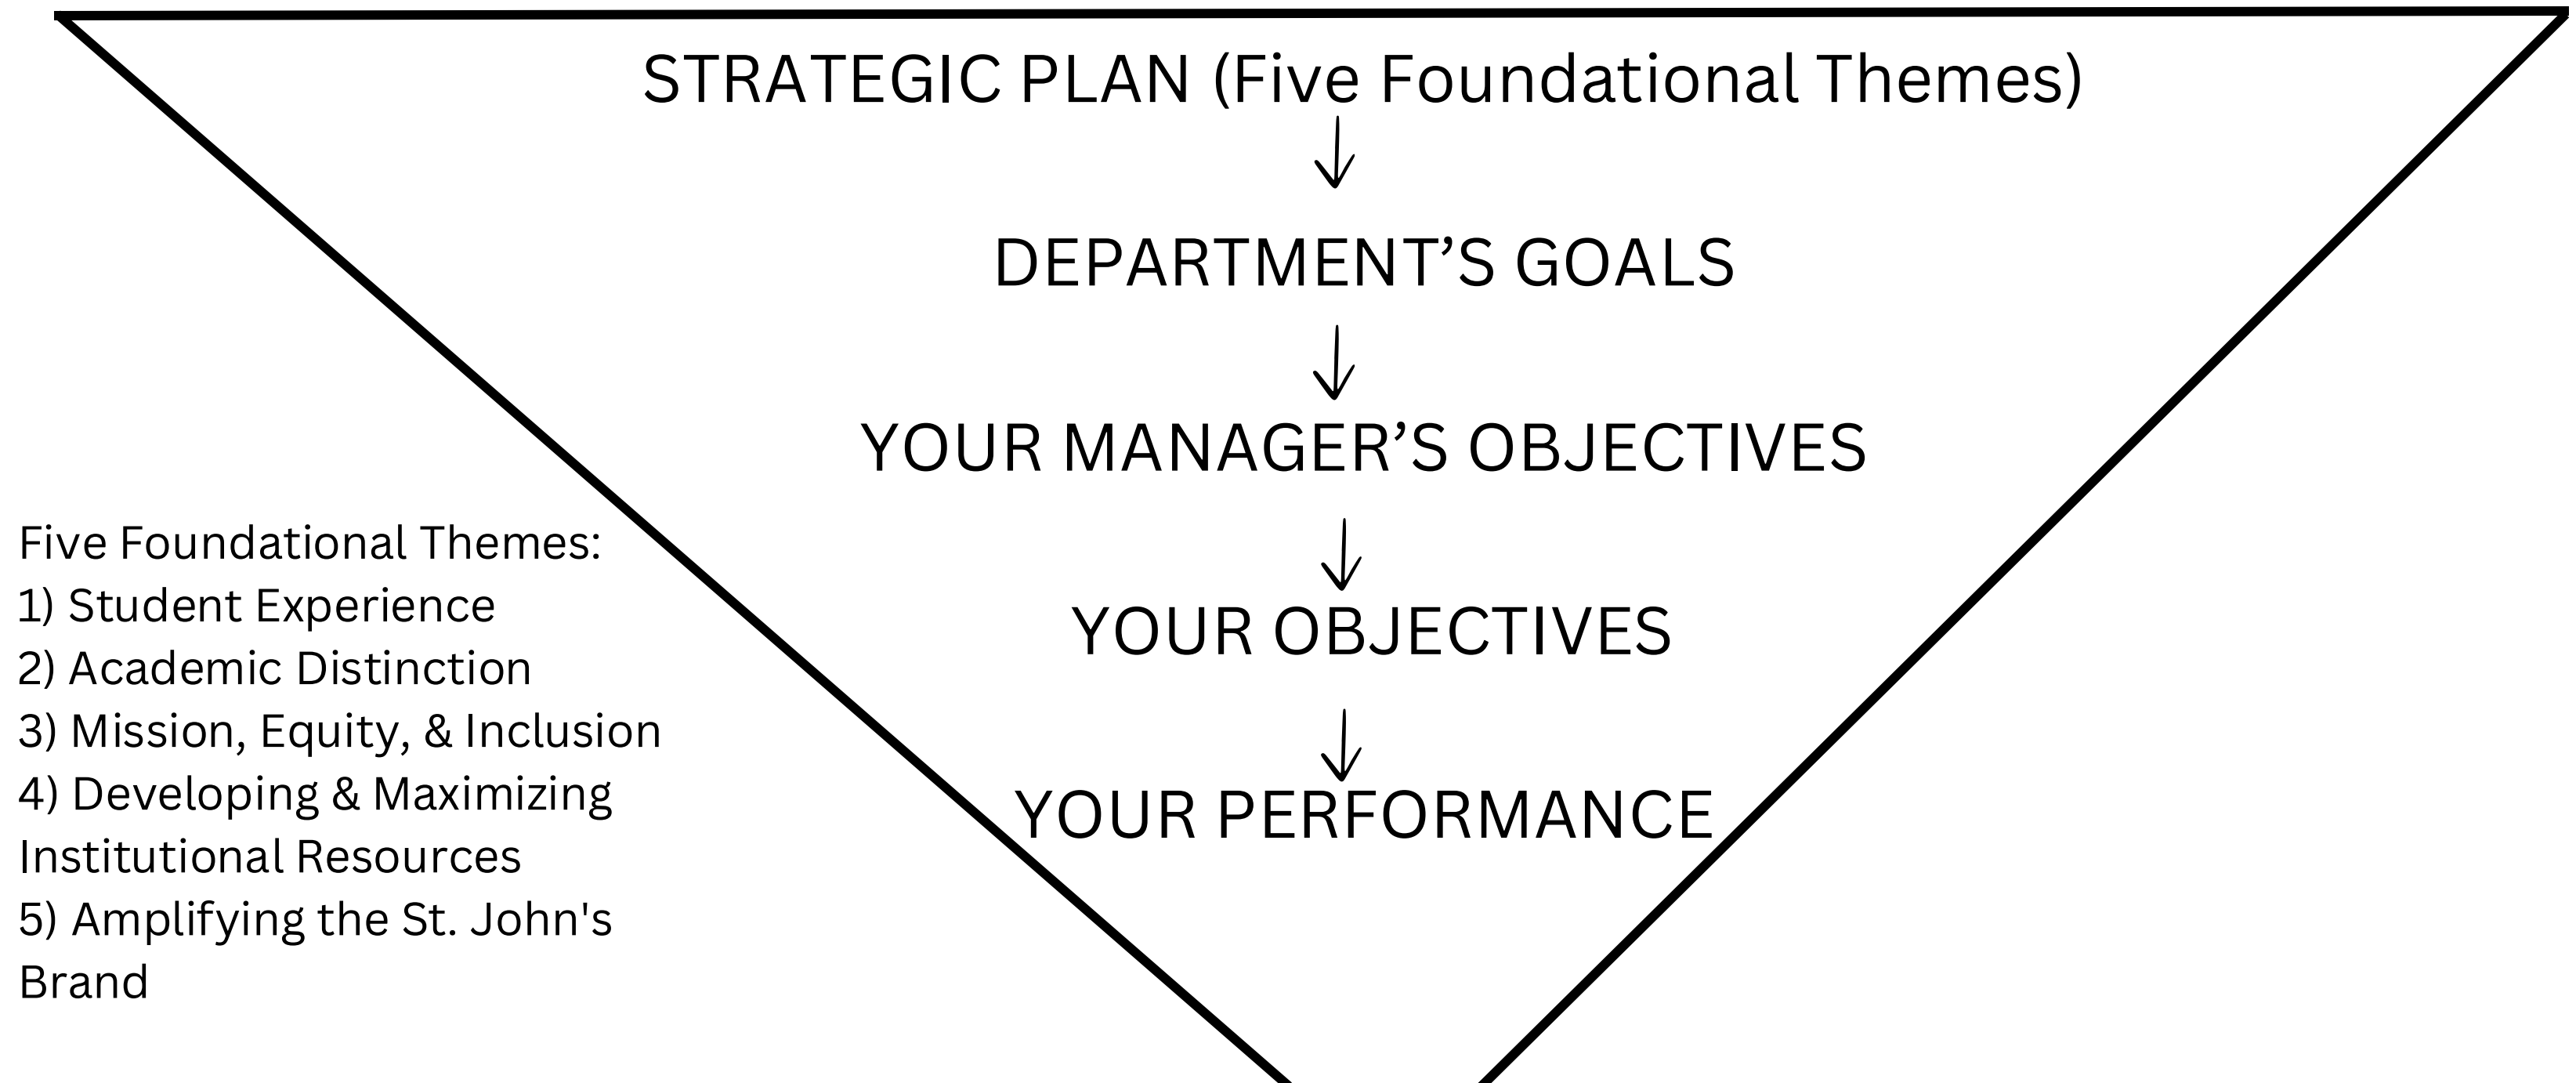 STRATEGIC PLAN (Five Foundational Themes)
DEPARTMENT’S GOALS
YOUR MANAGER’S OBJECTIVES
YOUR OBJECTIVES
YOUR PERFORMANCE
Five Foundational Themes:
1) Student Experience
2) Academic Distinction
3) Mission, Equity, & Inclusion
4) Developing & Maximizing
Institutional Resources
5) Amplifying the St. John's
Brand